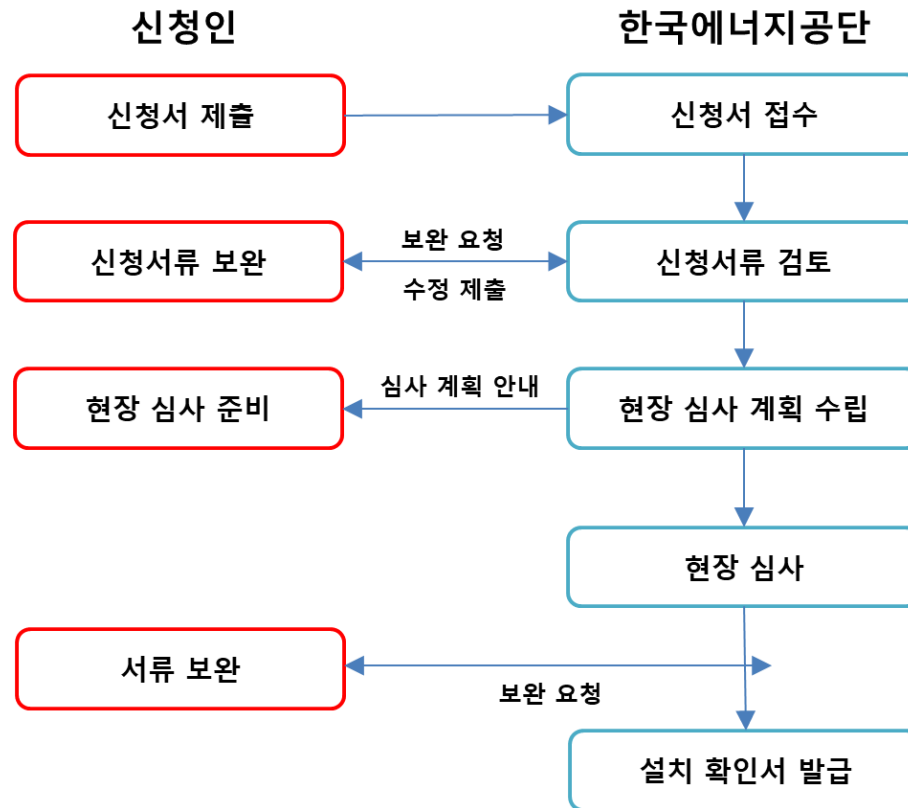 신청인
한국에너지공단
신청서 제출
신청서 접수
신청서류 보완
보완 요청
수정 제출
신청서류 검토
현장 심사 준비
심사 계획 안내
현장 심사 계획 수립
현장 심사
서류 보완
보완 요청
설치 확인서 발급